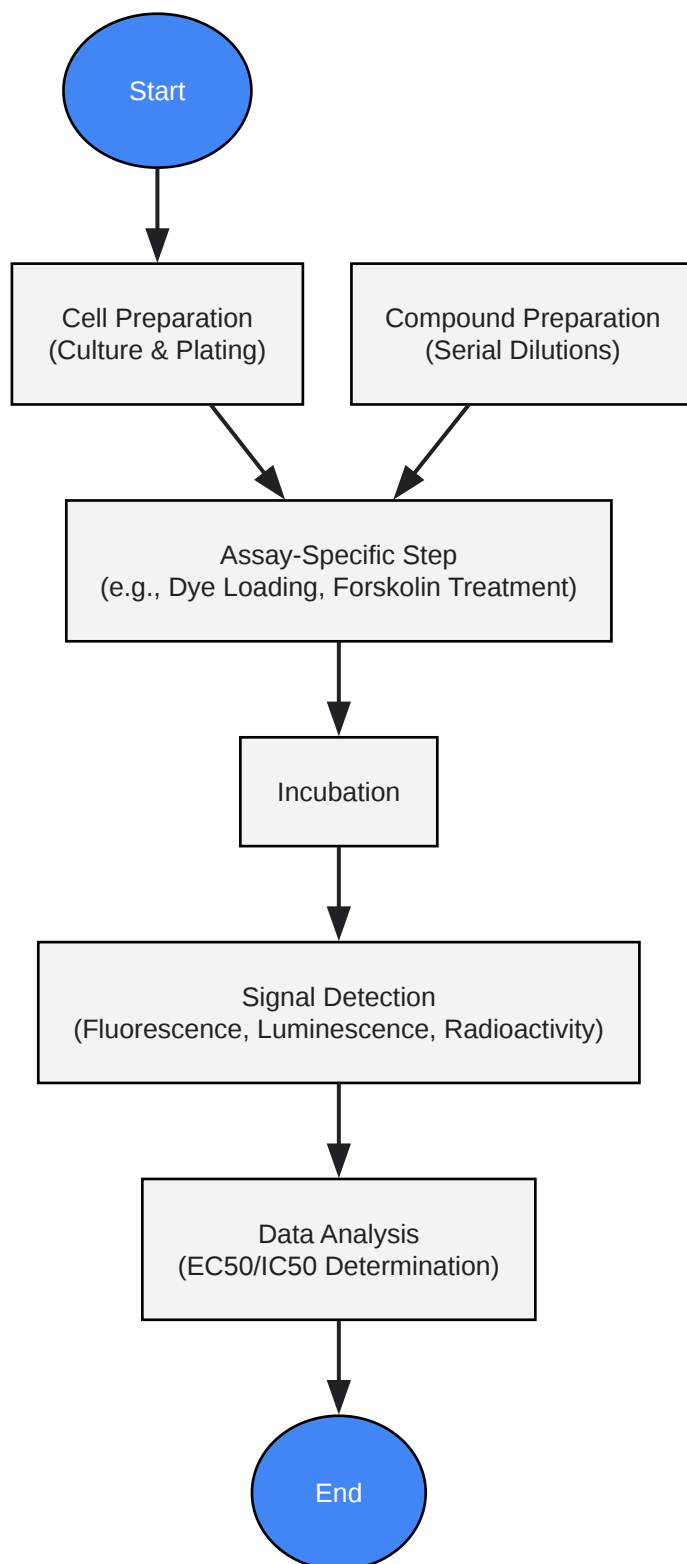 Start
Cell Preparation
(Culture & Plating)
Compound Preparation
(Serial Dilutions)
Assay-Specific Step
(e.g., Dye Loading, Forskolin Treatment)
Incubation
Signal Detection
(Fluorescence, Luminescence, Radioactivity)
Data Analysis
(EC50/IC50 Determination)
End